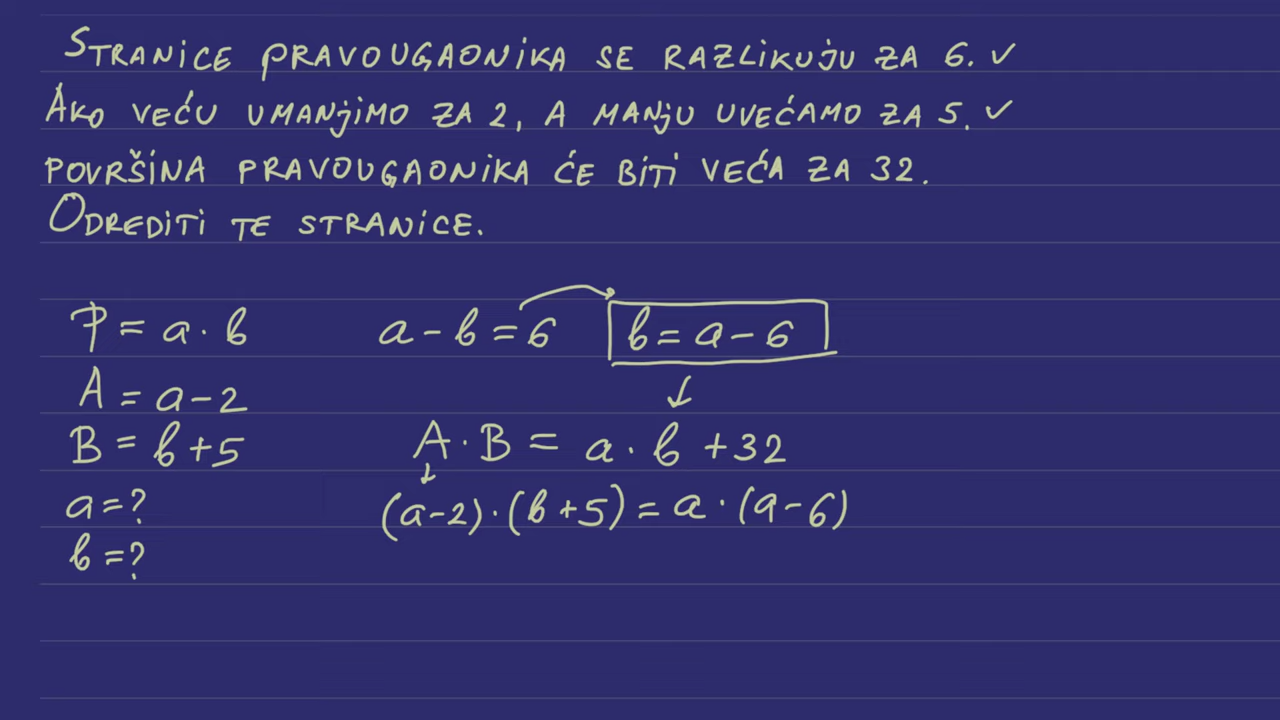 Stranice pravougaonika se razlikuju za 6. ✓
Ako veću umanjimo za 2, a manju uvećamo za 5. ✓
površina pravougaonika će biti veća za 32.
Odrediti te stranice.
P = a · b
a - b = 6
b = a - 6
A = a - 2
B = b + 5
A · B = a · b + 32
a = ?
(a - 2) · (b + 5) = a · (a - 6)
b = ?